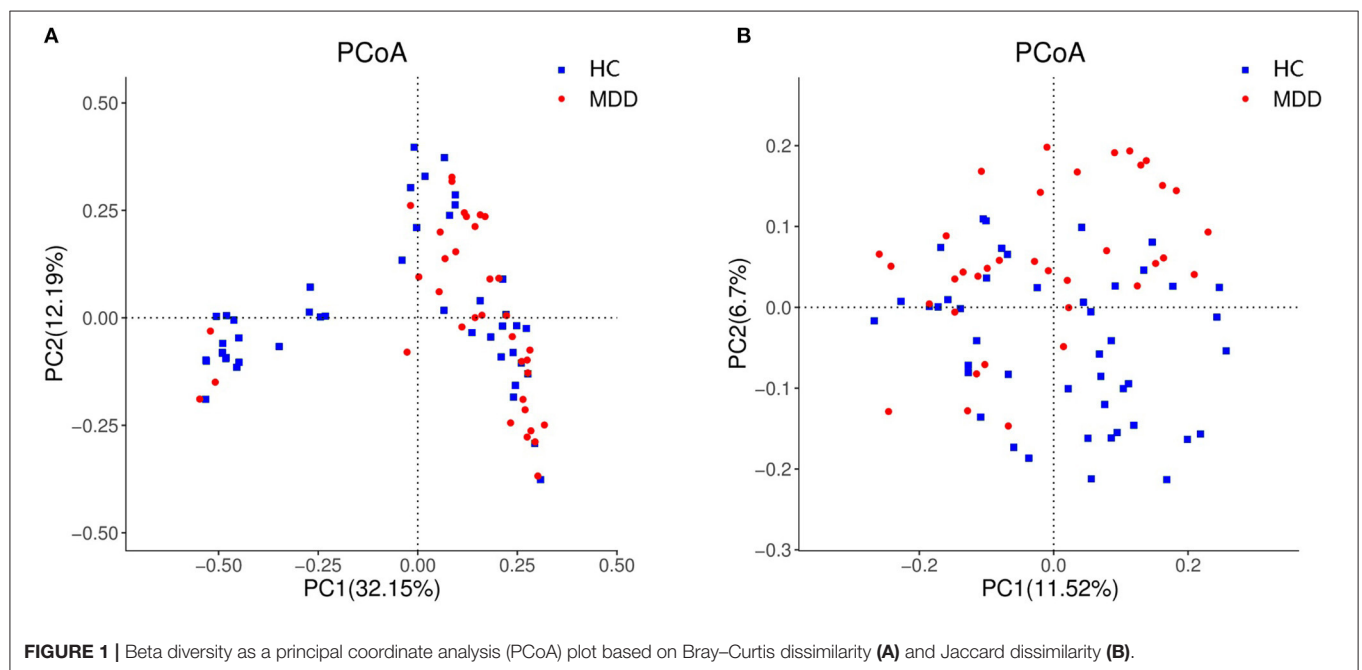 A
PCoA
HC
MDD
0.50
0.25
0.00
−0.25
−0.50
PC2(12.19%)
−0.50 −0.25 0.00 0.25 0.50
PC1(32.15%)
B
PCoA
HC
MDD
0.2
0.1
0.0
−0.1
−0.2
−0.3
PC2(6.7%)
−0.2 0.0 0.2
PC1(11.52%)
FIGURE 1 | Beta diversity as a principal coordinate analysis (PCoA) plot based on Bray–Curtis dissimilarity (A) and Jaccard dissimilarity (B).